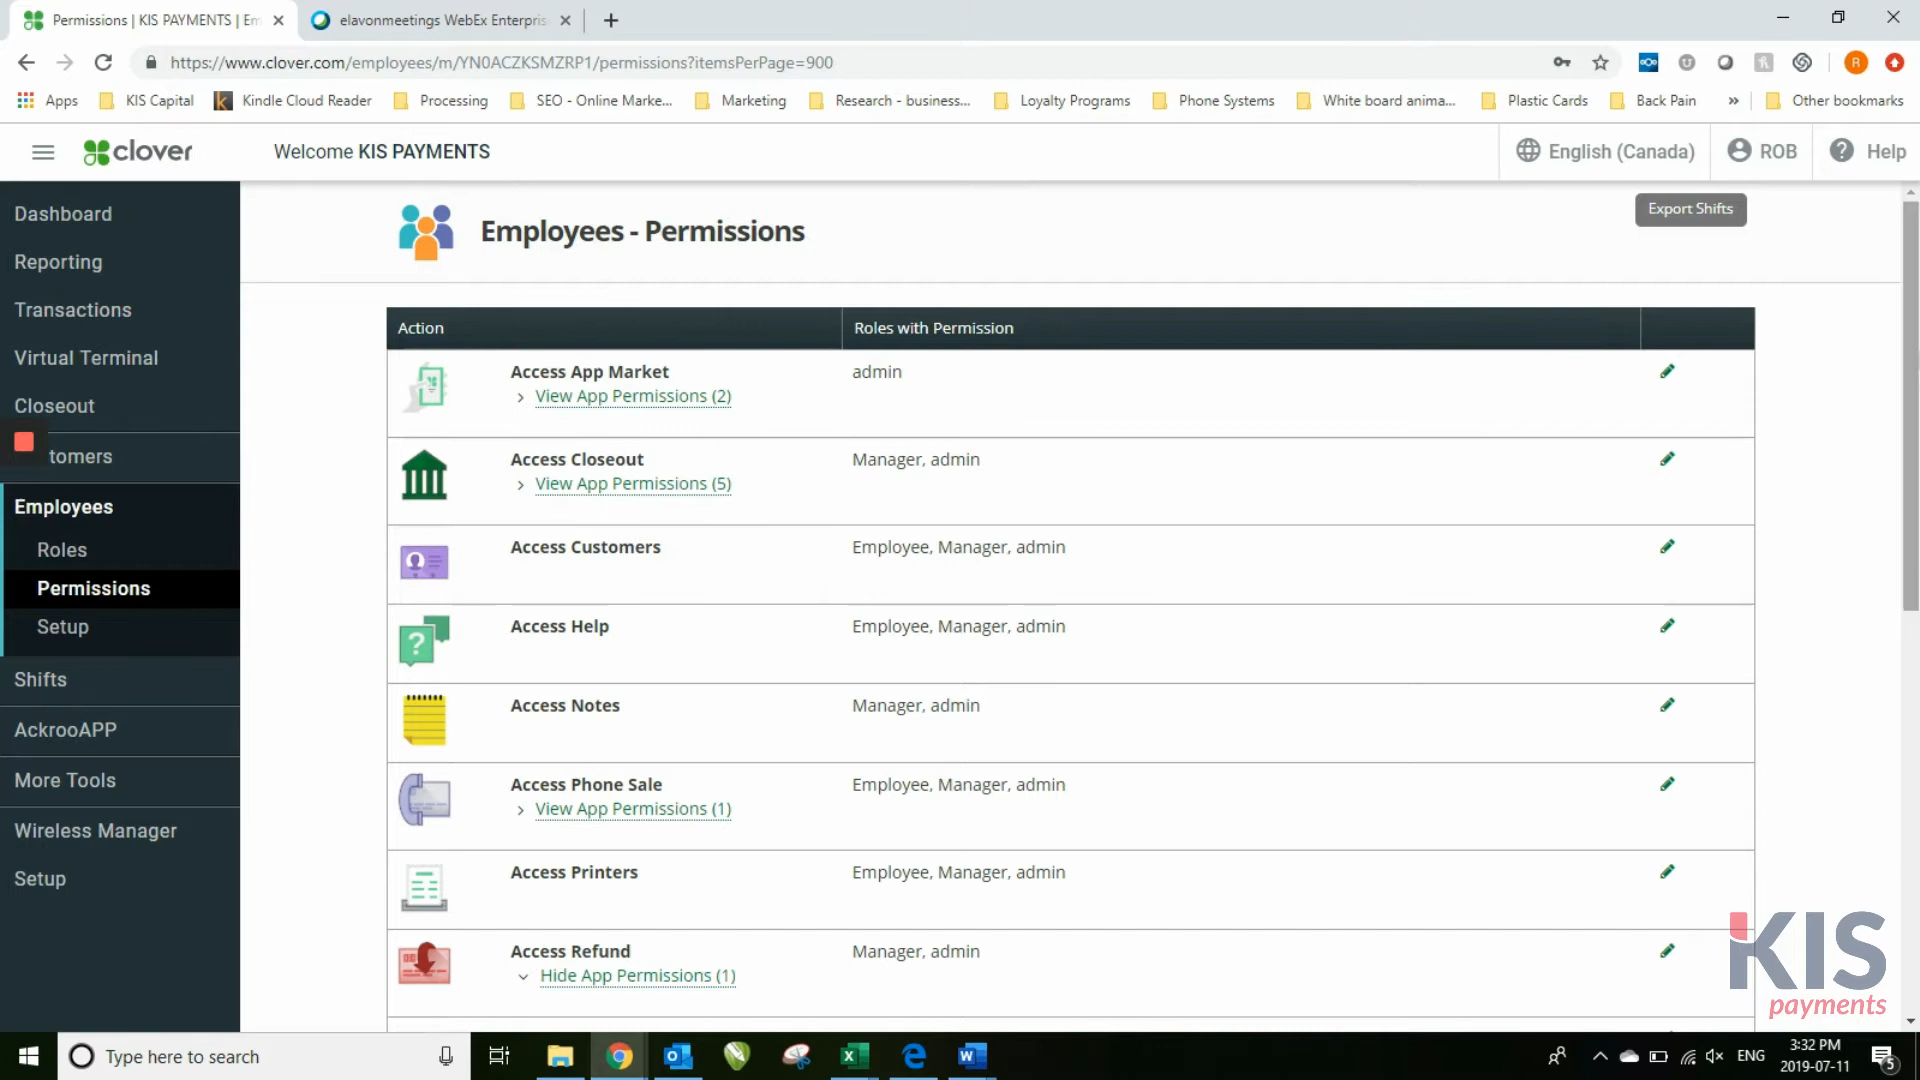 Permissions | KIS PAYMENTS | Em
elavonmeetings WebEx Enterpris
https://www.clover.com/employees/m/YN0ACZKSMZRP1/permissions?itemsPerPage=900
R
Apps
KIS Capital
Kindle Cloud Reader
Processing
SEO - Online Marke...
Marketing
Research - business...
Loyalty Programs
Phone Systems
White board anima...
Plastic Cards
Back Pain
»
Other bookmarks
clover
Welcome KIS PAYMENTS
English (Canada)
ROB
Help
Dashboard
Reporting
Transactions
Virtual Terminal
Closeout
tomers
Employees
Roles
Permissions
Setup
Shifts
AckrooAPP
More Tools
Wireless Manager
Setup
Employees - Permissions
Export Shifts
Action
Roles with Permission
Access App Market
admin
View App Permissions (2)
Access Closeout
Manager, admin
View App Permissions (5)
Access Customers
Employee, Manager, admin
Access Help
Employee, Manager, admin
Access Notes
Manager, admin
Access Phone Sale
Employee, Manager, admin
View App Permissions (1)
Access Printers
Employee, Manager, admin
Access Refund
Manager, admin
Hide App Permissions (1)
KIS
payments
Type here to search
ENG
3:32 PM
2019-07-11
5